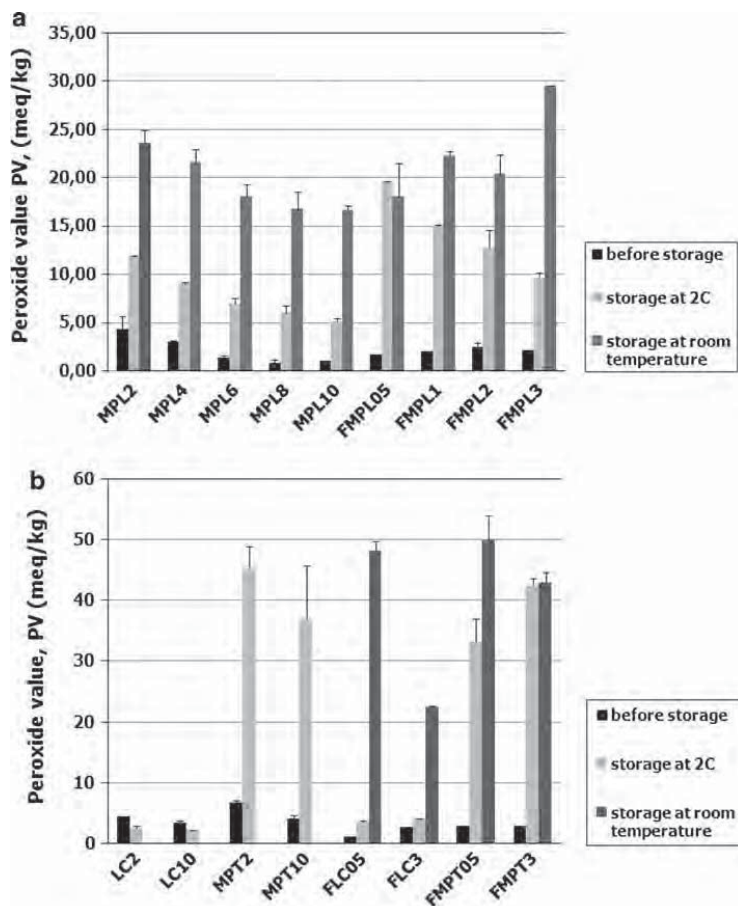 a
Peroxide value PV, (meq/kg)
35,00
30,00
25,00
20,00
15,00
10,00
5,00
0,00
MPL2
MPL4
MPL6
MPL8
MPL10
FMPL05
FMPL1
FMPL2
FMPL3
before storage
storage at 2C
storage at room
temperature
b
Peroxide value, PV (meq/kg)
60
50
40
30
20
10
0
LC2
LC10
MPT2
MPT10
FLC05
FLC3
FMPT05
FMPT3
before storage
storage at 2C
storage at room
temperature